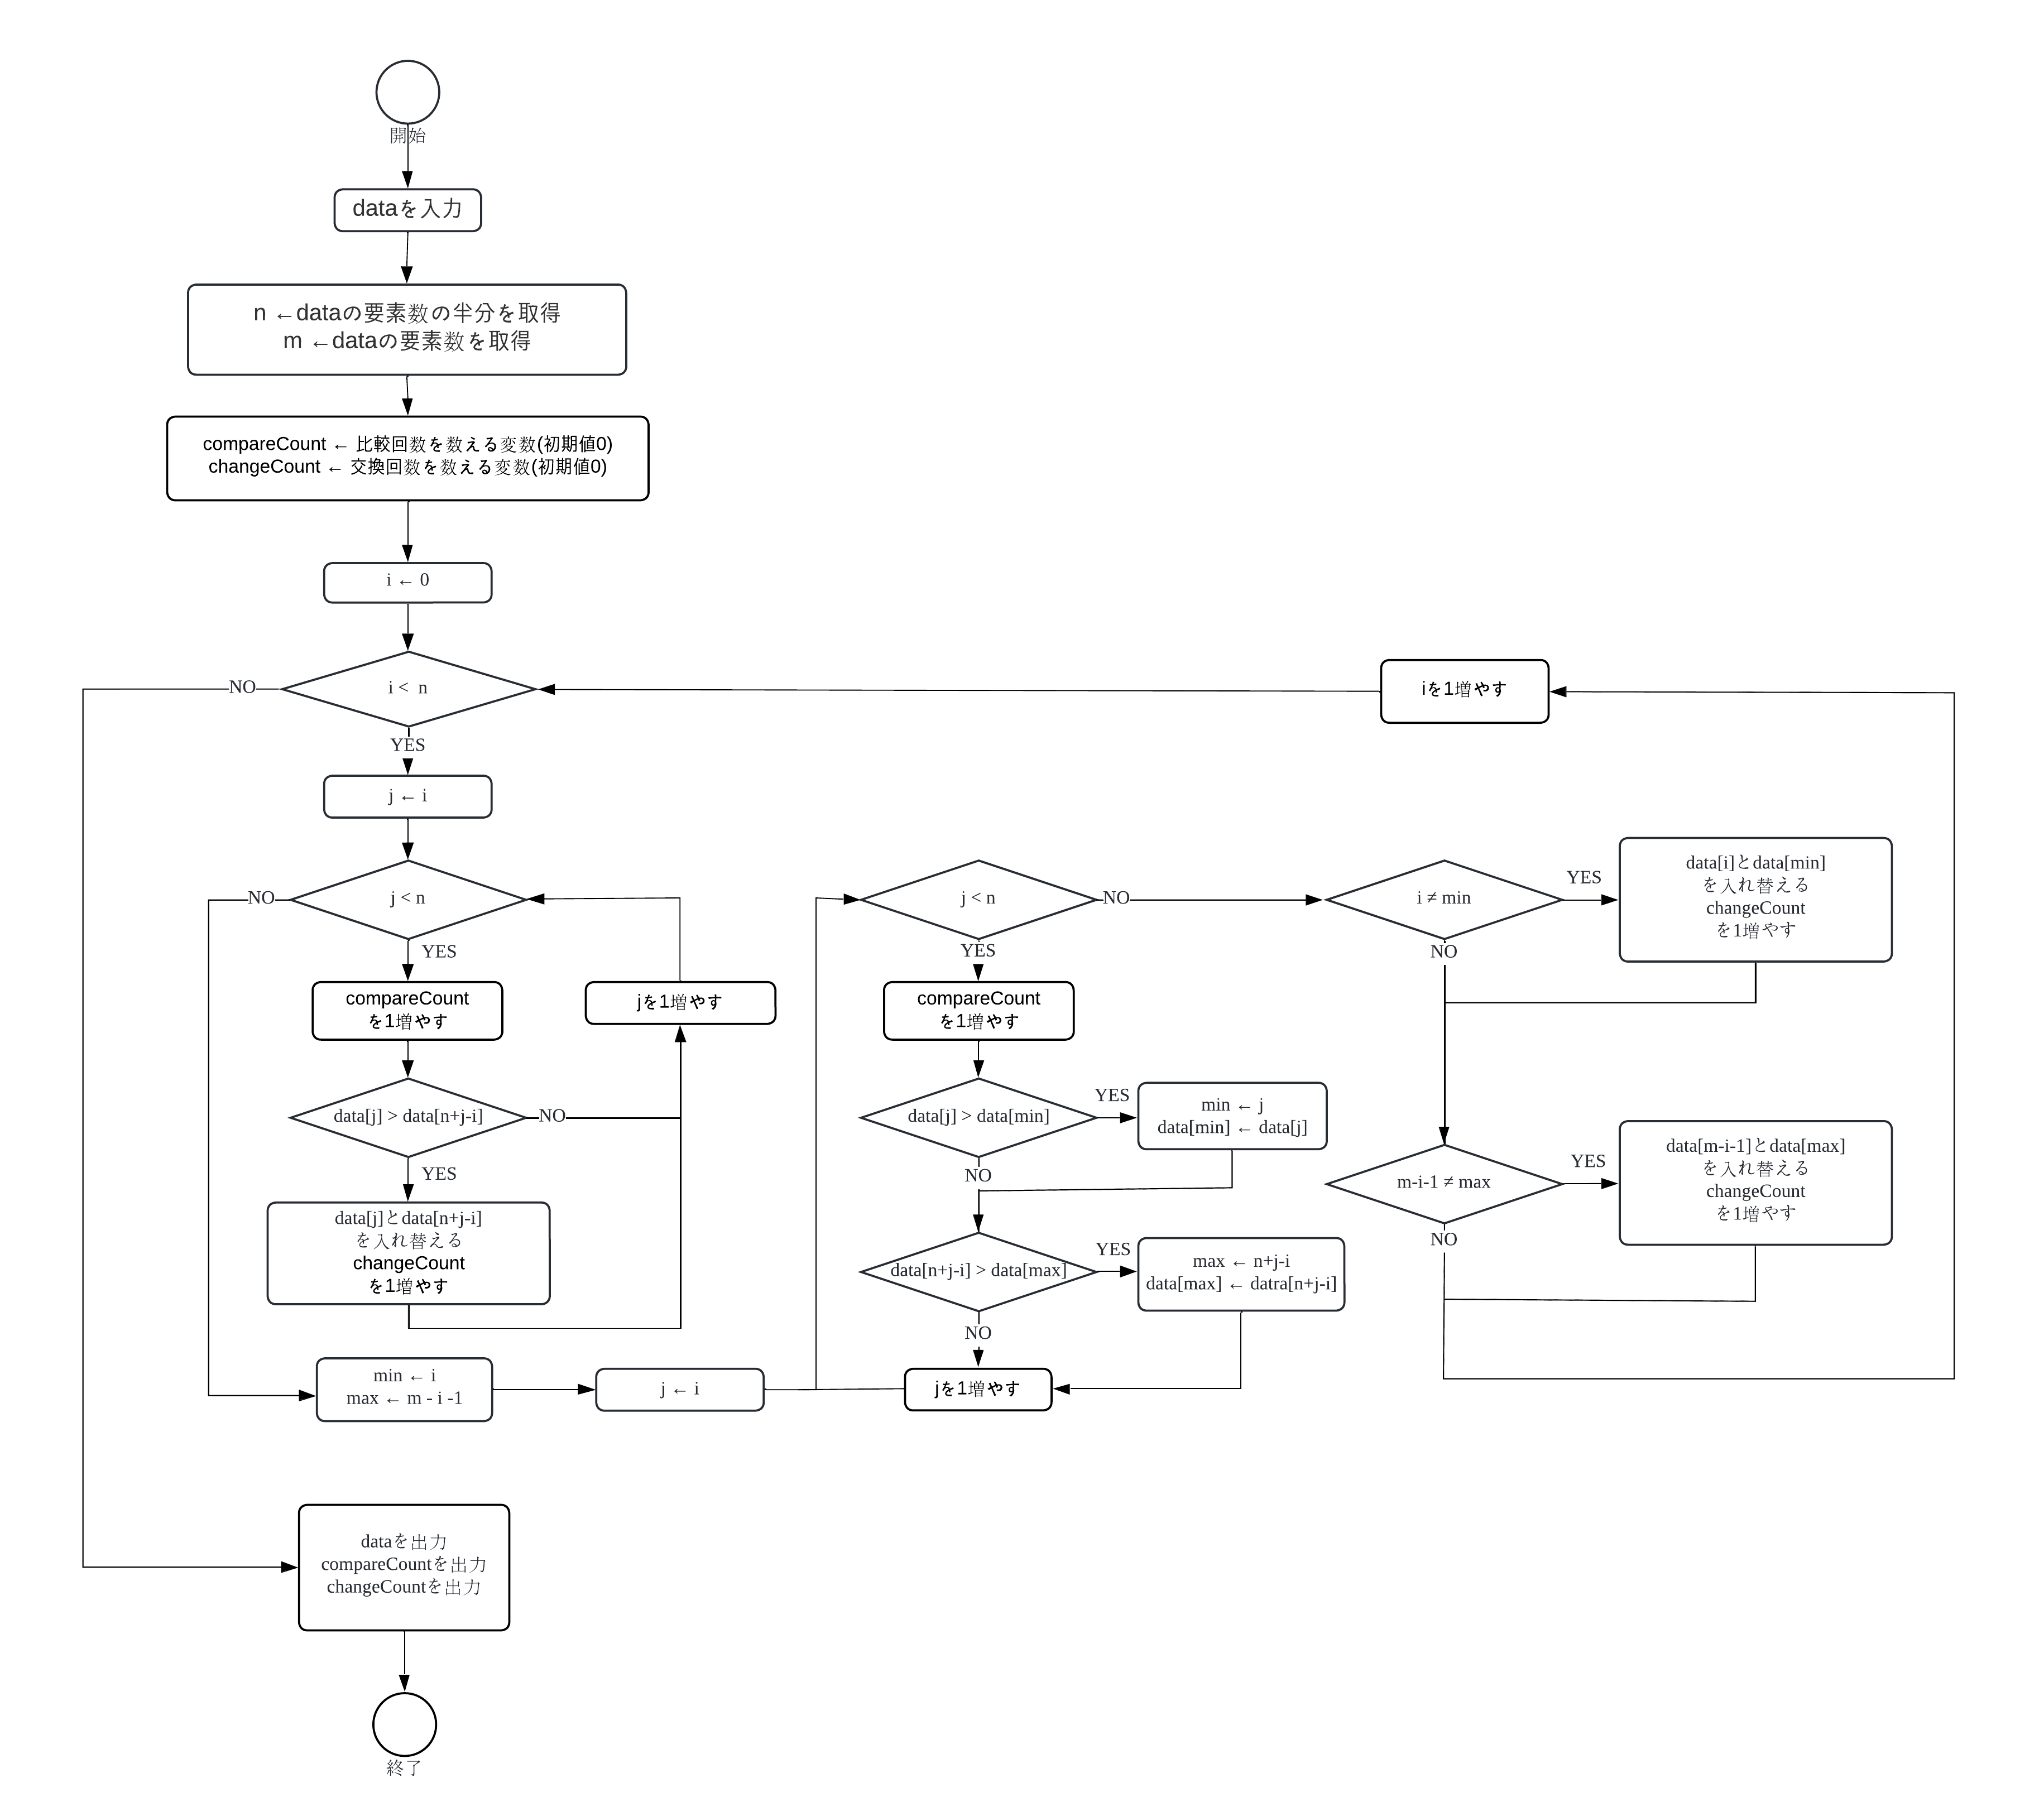 開始
dataを入力
n ←dataの要素数の半分を取得
m ←dataの要素数を取得
compareCount ← 比較回数を数える変数(初期値0)
changeCount ← 交換回数を数える変数(初期値0)
i ← 0
i < n
NO
YES
iを1増やす
j ← i
j < n
NO
YES
compareCount
を1増やす
jを1増やす
data[j] > data[n+j-i]
NO
YES
data[j]とdata[n+j-i]
を入れ替える
changeCount
を1増やす
min ← i
max ← m - i -1
j ← i
j < n
NO
YES
compareCount
を1増やす
data[j] > data[min]
YES
min ← j
data[min] ← data[j]
NO
data[n+j-i] > data[max]
YES
max ← n+j-i
data[max] ← datra[n+j-i]
NO
jを1増やす
i ≠ min
YES
data[i]とdata[min]
を入れ替える
changeCount
を1増やす
NO
m-i-1 ≠ max
YES
data[m-i-1]とdata[max]
を入れ替える
changeCount
を1増やす
NO
dataを出力
compareCountを出力
changeCountを出力
終了